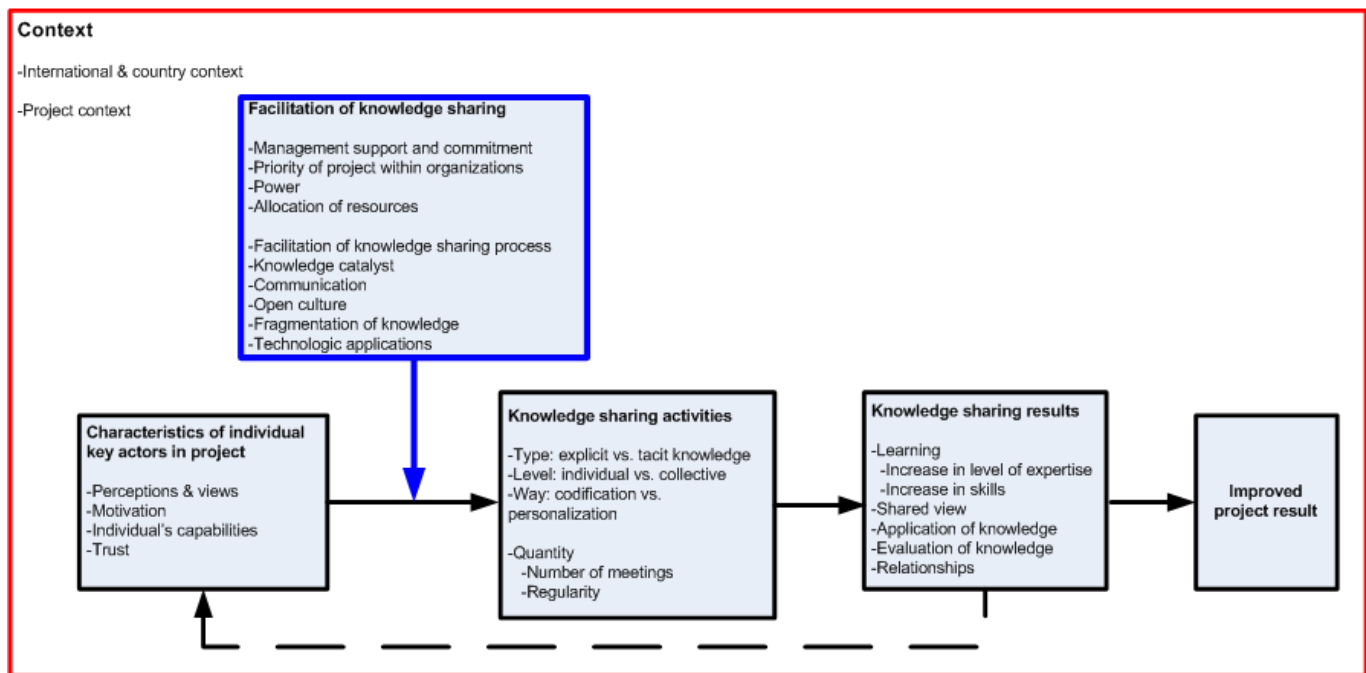 Context
-International & country context
-Project context
Facilitation of knowledge sharing
-Management support and commitment
-Priority of project within organizations
-Power
-Allocation of resources
-Facilitation of knowledge sharing process
-Knowledge catalyst
-Communication
-Open culture
-Fragmentation of knowledge
-Technologic applications
Characteristics of individual
key actors in project
-Perceptions & views
-Motivation
-Individual's capabilities
-Trust
Knowledge sharing activities
-Type: explicit vs. tacit knowledge
-Level: individual vs. collective
-Way: codification vs.
personalization
-Quantity
-Number of meetings
-Regularity
Knowledge sharing results
-Learning
-Increase in level of expertise
-Increase in skills
-Shared view
-Application of knowledge
-Evaluation of knowledge
-Relationships
Improved
project result